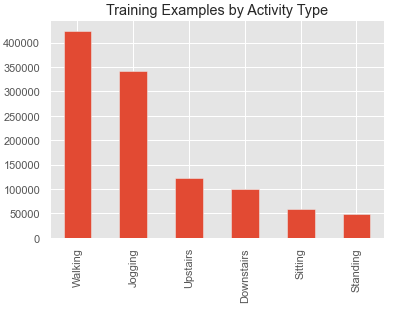 Training Examples by Activity Type
400000
350000
300000
250000
200000
150000
100000
50000
0
Walking
Jogging
Upstairs
Downstairs
Sitting
Standing